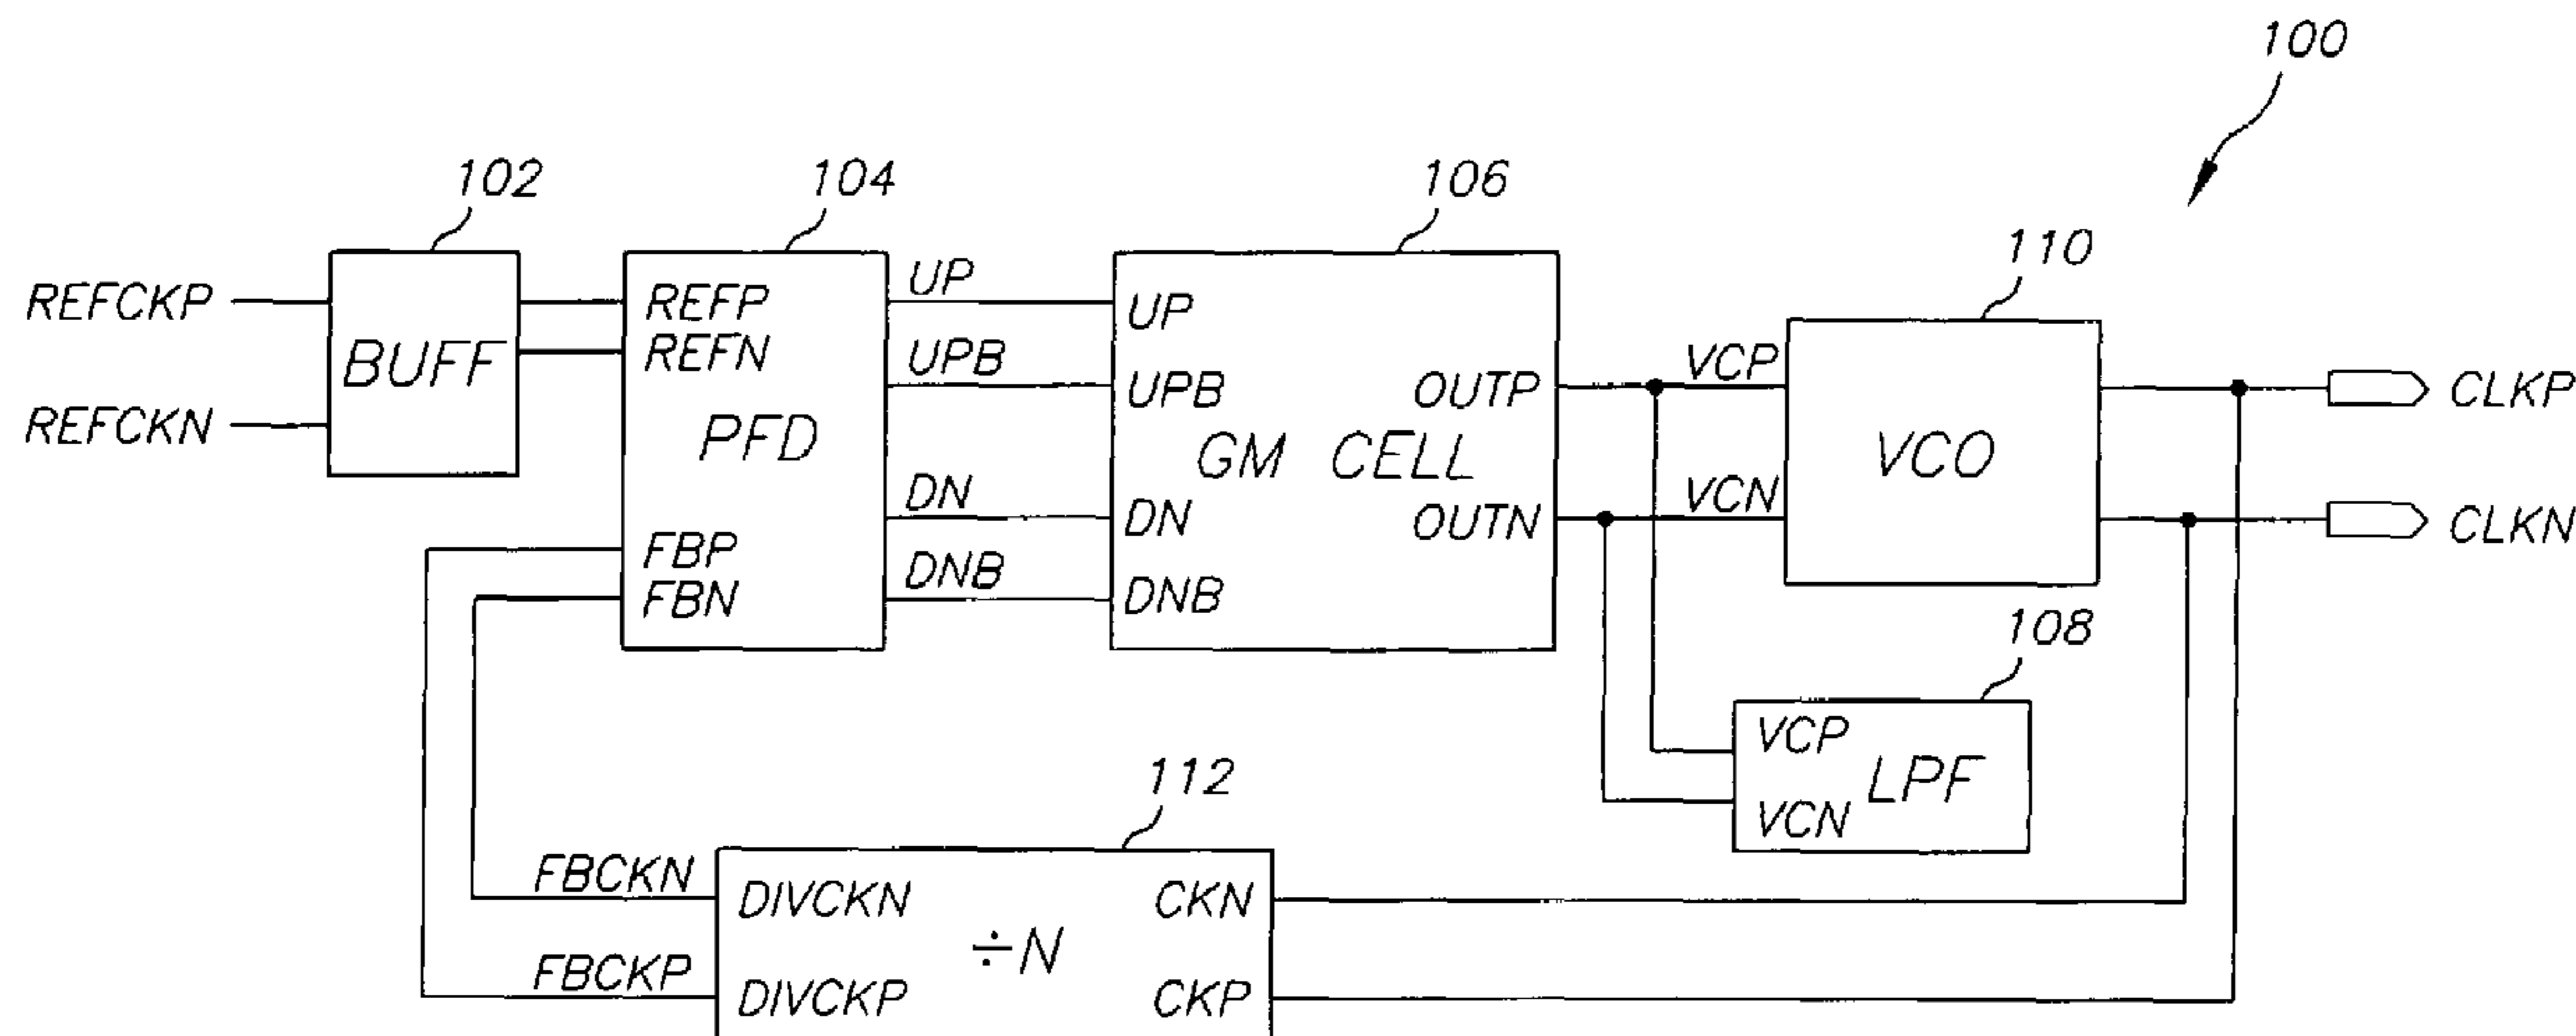 100
102
104
106
110
REFCKP
REFCKN
BUFF
REFP
REFN
PFD
FBP
FBN
UP
UPB
DN
DNB
UP
UPB
GM CELL
DN
DNB
OUTP
OUTN
VCP
VCN
VCO
CLKP
CLKN
108
VCP
LPF
VCN
112
FBCKN
FBCKP
DIVCKN
÷N
DIVCKP
CKN
CKP